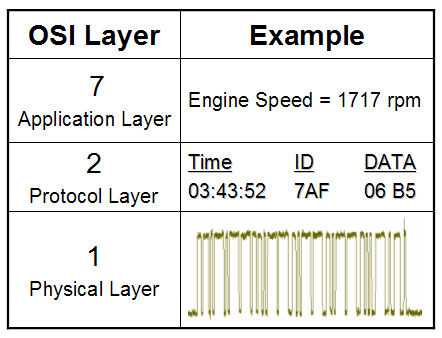 OSI Layer Example
7
Application Layer
Engine Speed = 1717 rpm
2
Protocol Layer
Time ID DATA
03:43:52 7AF 06 B5
1
Physical Layer